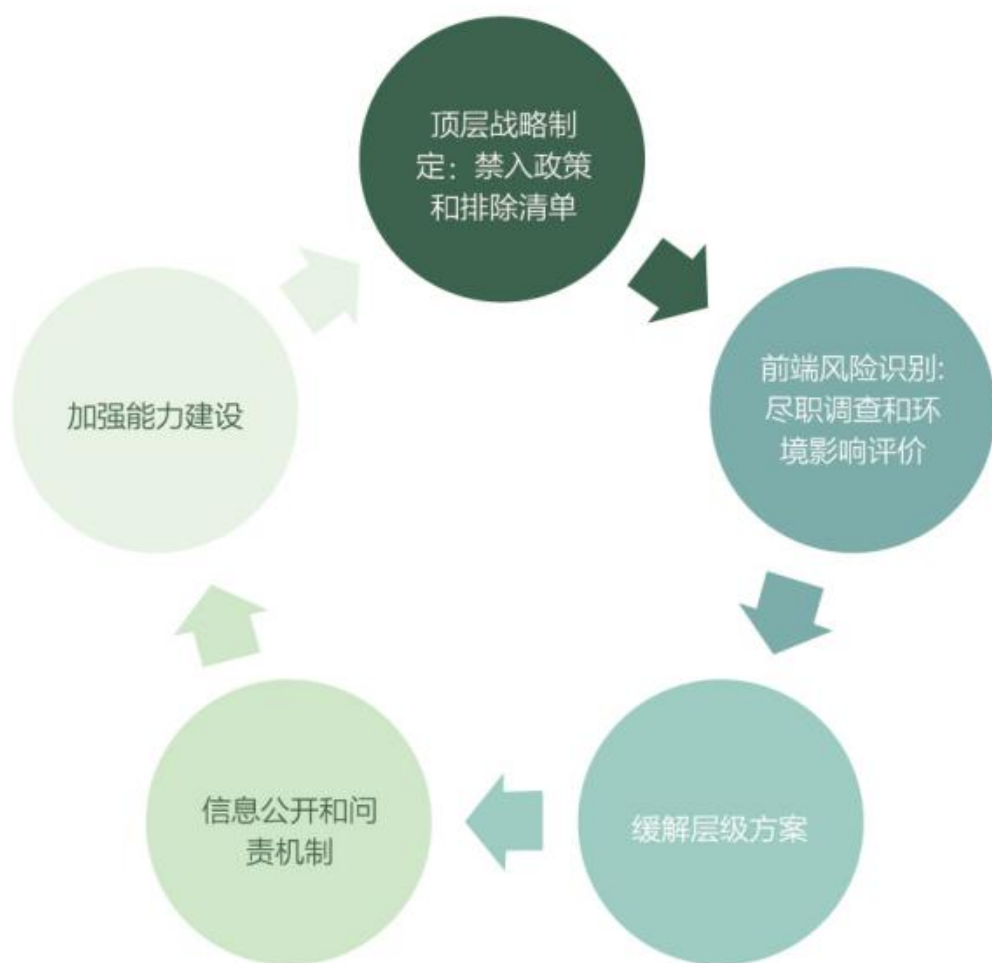 顶层战略制
定：禁入政策
和排除清单
前端风险识别:
尽职调查和环
境影响评价
缓解层级方案
信息公开和问
责机制
加强能力建设